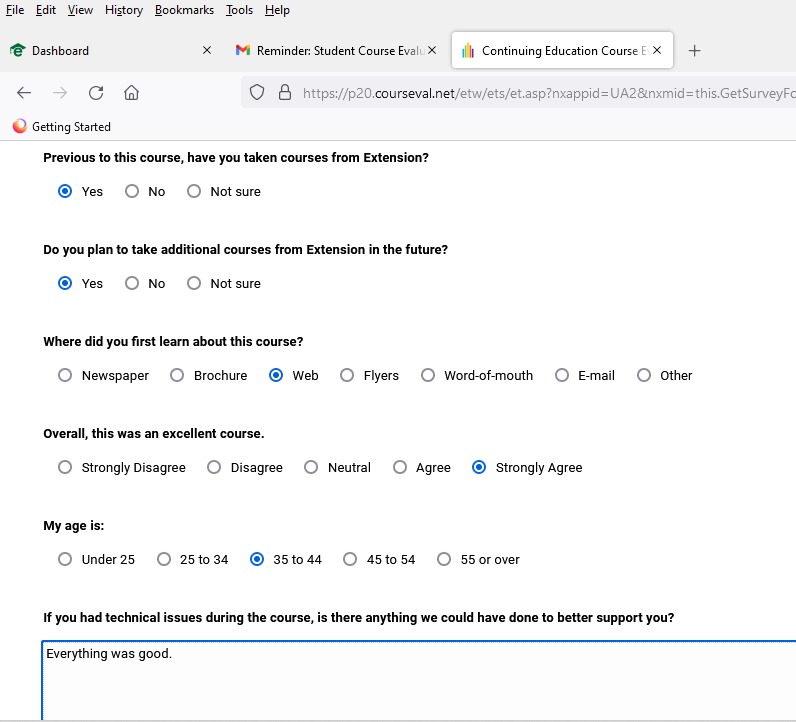 File Edit View History Bookmarks Tools Help
Dashboard Reminder: Student Course Evalu Continuing Education Course E
https://p20.courseval.net/etw/ets/et.asp?nxappid=UA2&nxmid=this.GetSurveyFo
Getting Started
Previous to this course, have you taken courses from Extension?
Yes No Not sure
Do you plan to take additional courses from Extension in the future?
Yes No Not sure
Where did you first learn about this course?
Newspaper Brochure Web Flyers Word-of-mouth E-mail Other
Overall, this was an excellent course.
Strongly Disagree Disagree Neutral Agree Strongly Agree
My age is:
Under 25 25 to 34 35 to 44 45 to 54 55 or over
If you had technical issues during the course, is there anything we could have done to better support you?
Everything was good.